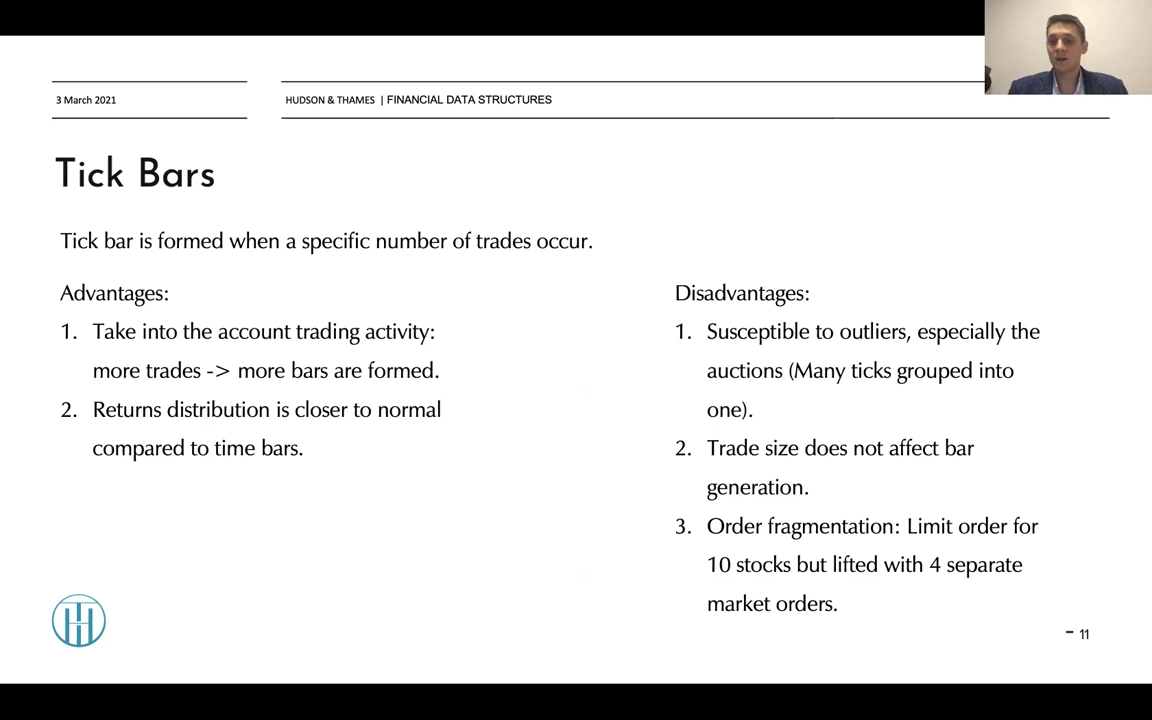 3 March 2021
HUDSON & THAMES | FINANCIAL DATA STRUCTURES
Tick Bars
Tick bar is formed when a specific number of trades occur.
Advantages:
1. Take into the account trading activity:
more trades -> more bars are formed.
2. Returns distribution is closer to normal
compared to time bars.
Disadvantages:
1. Susceptible to outliers, especially the
auctions (Many ticks grouped into
one).
2. Trade size does not affect bar
generation.
3. Order fragmentation: Limit order for
10 stocks but lifted with 4 separate
market orders.
– 11